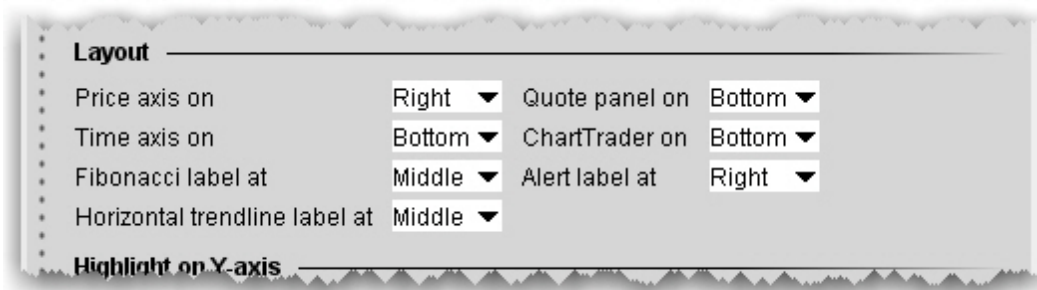 Layout
Price axis on Right Quote panel on Bottom
Time axis on Bottom ChartTrader on Bottom
Fibonacci label at Middle Alert label at Right
Horizontal trendline label at Middle
Highlight on Y-axis